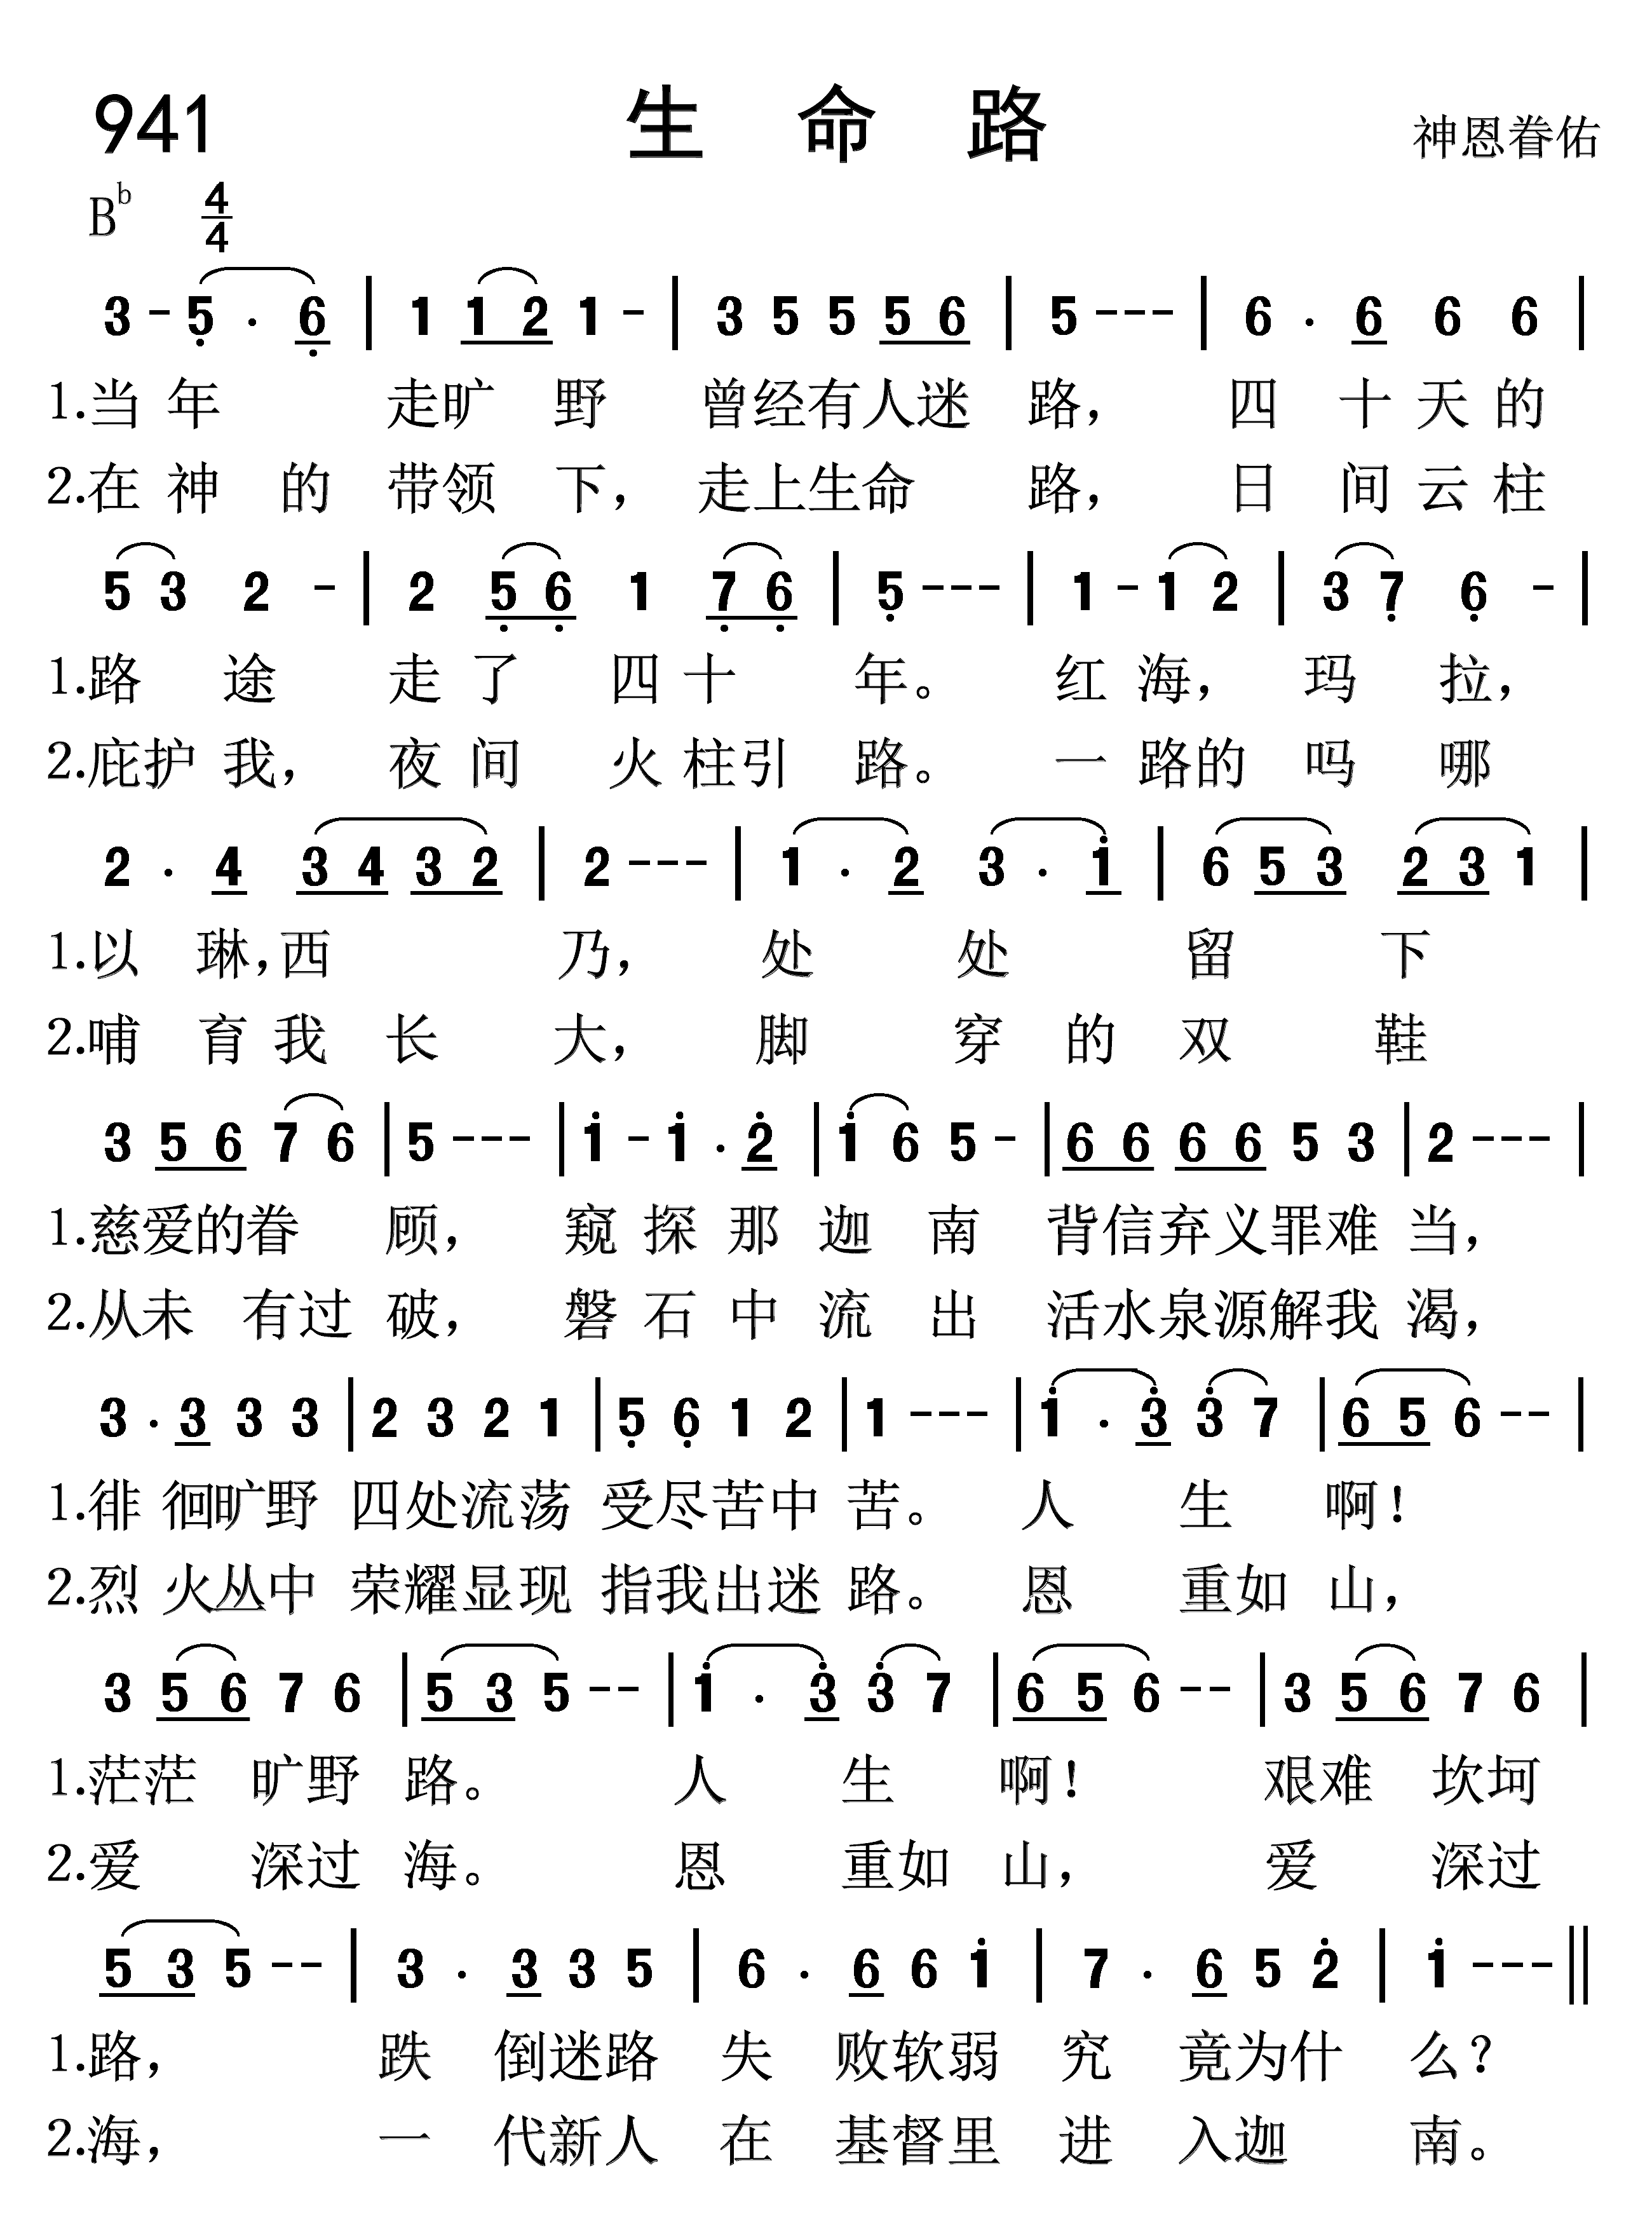 941 生 命 路 神恩眷佑
B♭ 4/4
3 - 5 . 6 | 1 1 2 1 - | 3 5 5 5 6 | 5 - - - | 6 . 6 6 6 |
1.当 年 走旷 野 曾经有人迷 路， 四 十 天 的
2.在 神 的 带领 下， 走上生命 路， 日 间 云 柱
5 3 2 - | 2 5 6 1 7 6 | 5 - - - | 1 - 1 2 | 3 7 6 - |
1.路 途 走 了 四 十 年。 红 海， 玛 拉，
2.庇护 我， 夜 间 火 柱引 路。 一 路的 吗 哪
2 . 4 3 4 3 2 | 2 - - - | 1 . 2 3 . 1 | 6 5 3 2 3 1 |
1.以 琳，西 乃， 处 处 留 下
2.哺 育 我 长 大， 脚 穿 的 双 鞋
3 5 6 7 6 | 5 - - - | 1 - 1 . 2 | 1 6 5 - | 6 6 6 6 5 3 | 2 - - - |
1.慈爱的眷 顾， 窥 探 那 迦 南 背信弃义罪难 当，
2.从未 有过 破， 磐 石 中 流 出 活水泉源解我 渴，
3 . 3 3 3 | 2 3 2 1 | 5 6 1 2 | 1 - - - | 1 . 3 3 7 | 6 5 6 - - |
1.徘 徊旷野 四处流荡 受尽苦中 苦。 人 生 啊！
2.烈 火丛中 荣耀显现 指我出迷 路。 恩 重如 山，
3 5 6 7 6 | 5 3 5 - - | 1 . 3 3 7 | 6 5 6 - - | 3 5 6 7 6 |
1.茫茫 旷野 路。 人 生 啊！ 艰难 坎坷
2.爱 深过 海。 恩 重如 山， 爱 深过
5 3 5 - - | 3 . 3 3 5 | 6 . 6 6 1 | 7 . 6 5 2 | 1 - - - ||
1.路， 跌 倒迷路 失 败软弱 究 竟为什 么？
2.海， 一 代新人 在 基督里 进 入迦 南。